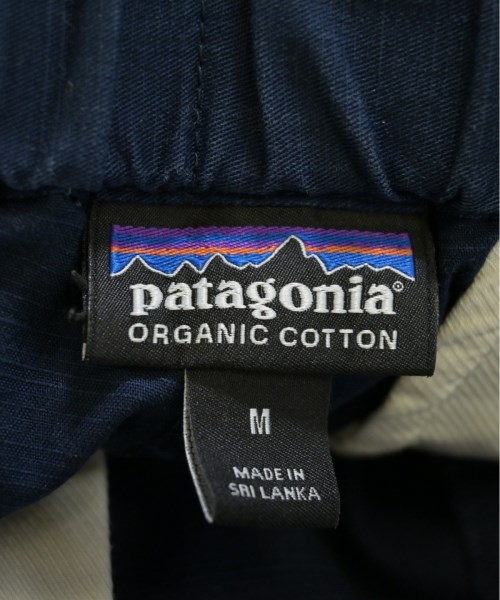 patagonia®
ORGANIC COTTON
M
MADE IN
SRI LANKA